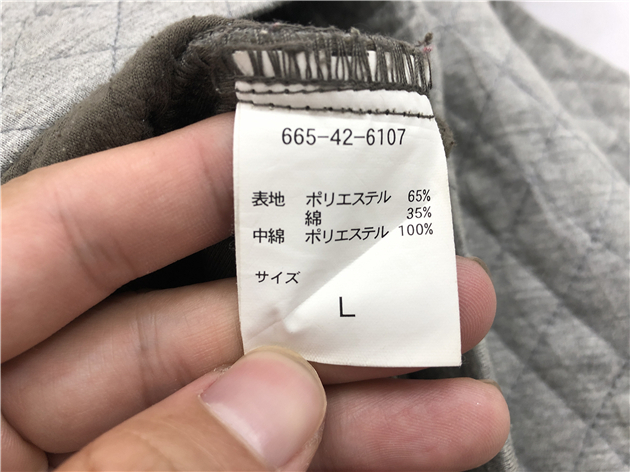 665-42-6107
表地 ポリエステル 65%
綿 35%
中綿 ポリエステル 100%
サイズ
L